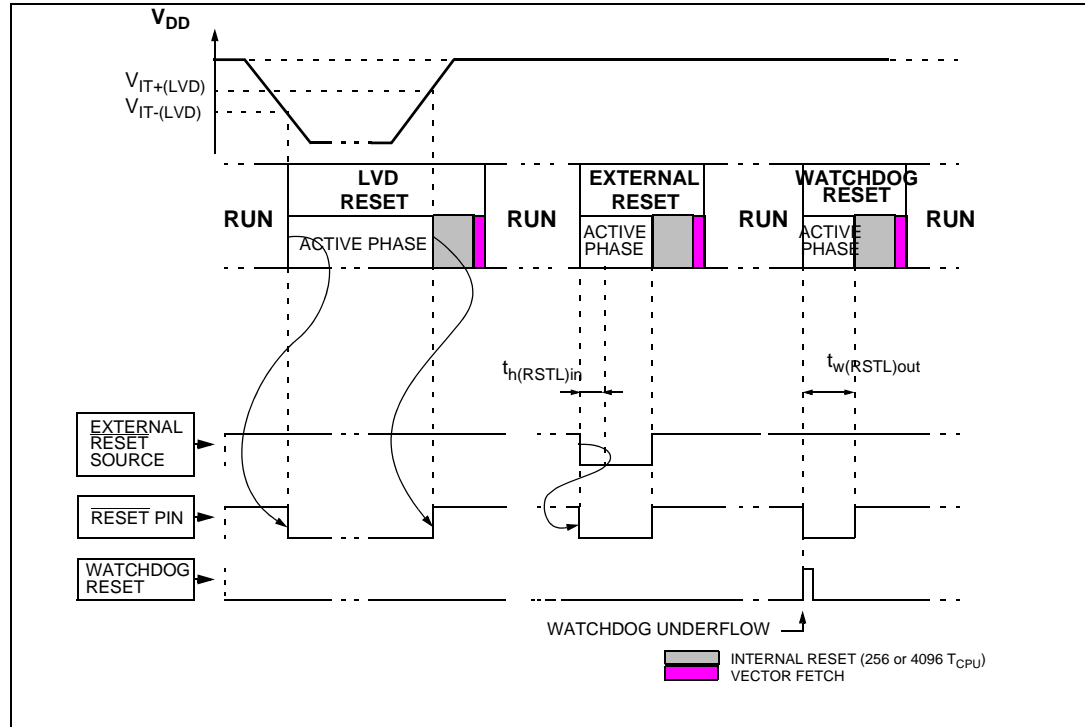 VDD
VIT+(LVD)
VIT-(LVD)
LVD
RESET
EXTERNAL
RESET
WATCHDOG
RESET
RUN
RUN
RUN
RUN
ACTIVE PHASE
ACTIVE
PHASE
ACTIVE
PHASE
th(RSTL)in
tw(RSTL)out
EXTERNAL
RESET
SOURCE
RESET PIN
WATCHDOG
RESET
WATCHDOG UNDERFLOW
INTERNAL RESET (256 or 4096 TCPU)
VECTOR FETCH